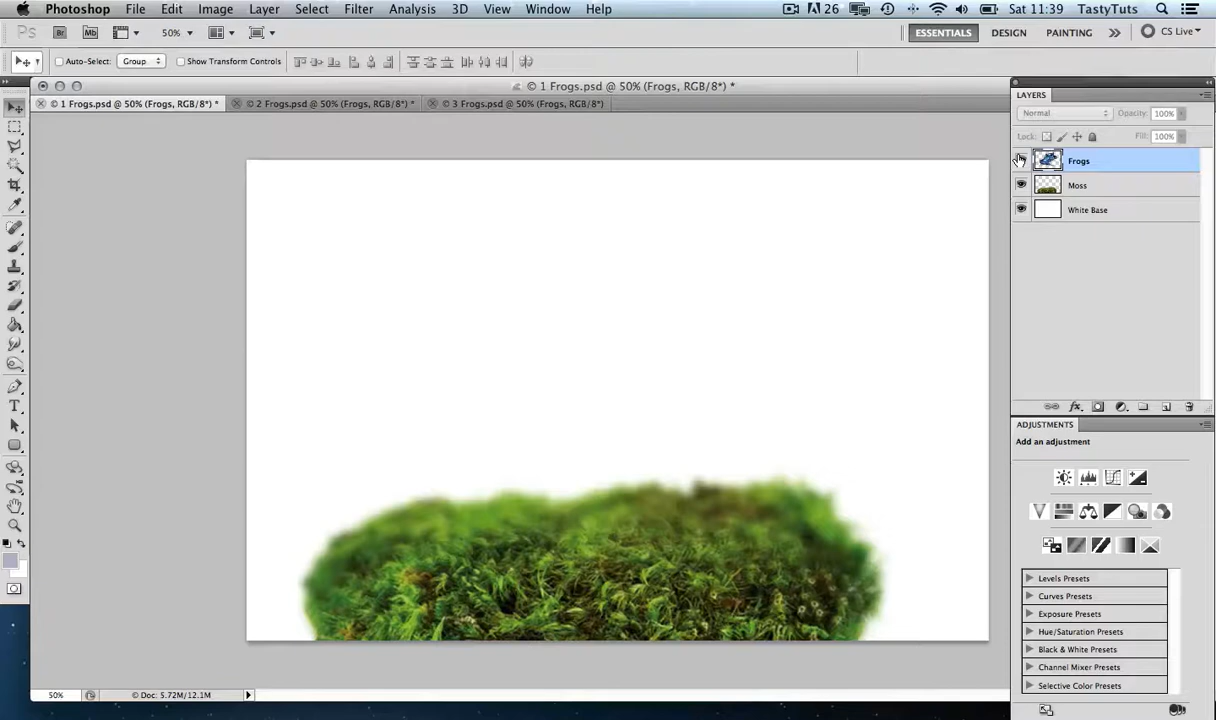 Photoshop File Edit Image Layer Select Filter Analysis 3D View Window Help 26 Sat 11:39 TastyTuts
Ps Br Mb 50% ESSENTIALS DESIGN PAINTING >> CS Live
Auto-Select: Group Show Transform Controls
© 1 Frogs.psd @ 50% (Frogs, RGB/8*) *
© 1 Frogs.psd @ 50% (Frogs, RGB/8*) * © 2 Frogs.psd @ 50% (Frogs, RGB/8*) * © 3 Frogs.psd @ 50% (Frogs, RGB/8*)
LAYERS
Normal Opacity: 100%
Lock: Fill: 100%
Frogs
Moss
White Base
fx
ADJUSTMENTS
Add an adjustment
Levels Presets
Curves Presets
Exposure Presets
Hue/Saturation Presets
Black & White Presets
Channel Mixer Presets
Selective Color Presets
50% Doc: 5.72M/12.1M